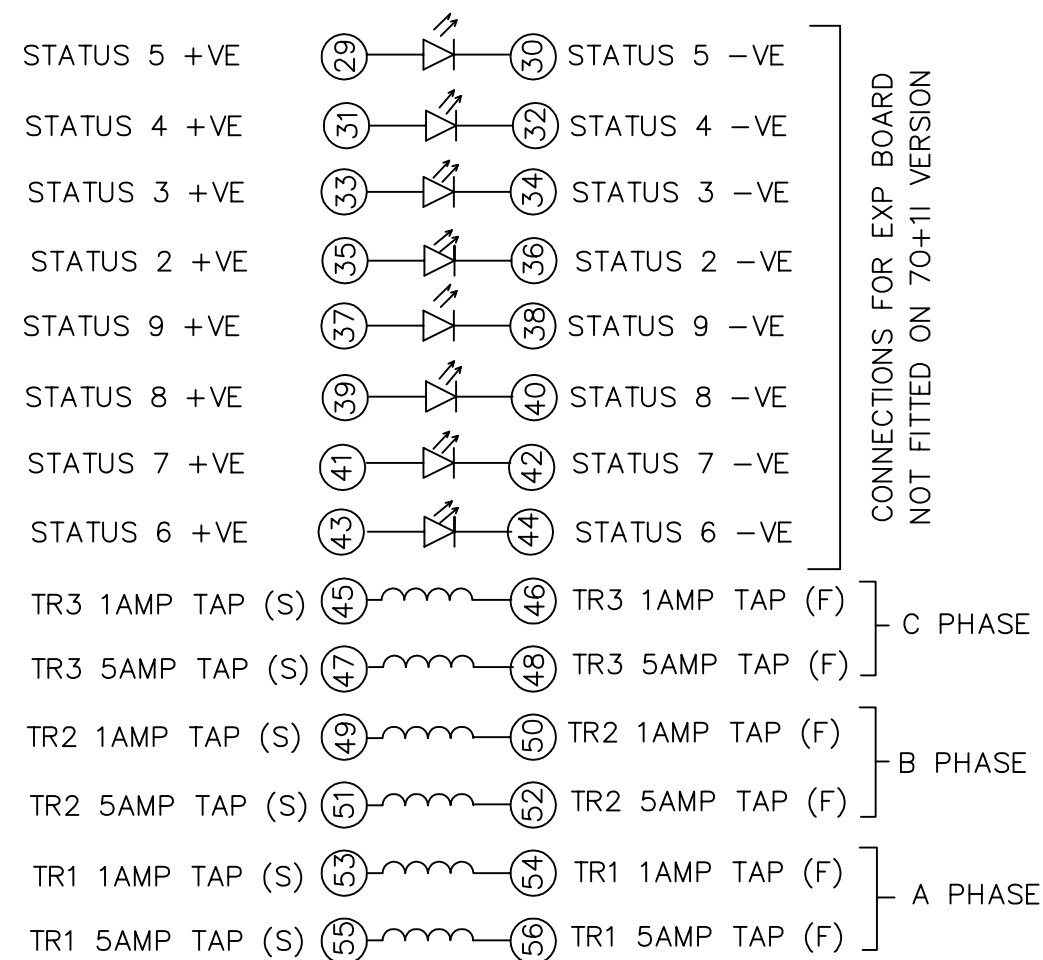 STATUS 5 +VE 29 30 STATUS 5 −VE
STATUS 4 +VE 31 32 STATUS 4 −VE
STATUS 3 +VE 33 34 STATUS 3 −VE
STATUS 2 +VE 35 36 STATUS 2 −VE
STATUS 9 +VE 37 38 STATUS 9 −VE
STATUS 8 +VE 39 40 STATUS 8 −VE
STATUS 7 +VE 41 42 STATUS 7 −VE
STATUS 6 +VE 43 44 STATUS 6 −VE
CONNECTIONS FOR EXP BOARD
NOT FITTED ON 7O+1I VERSION
TR3 1AMP TAP (S) 45 46 TR3 1AMP TAP (F)
C PHASE
TR3 5AMP TAP (S) 47 48 TR3 5AMP TAP (F)
TR2 1AMP TAP (S) 49 50 TR2 1AMP TAP (F)
B PHASE
TR2 5AMP TAP (S) 51 52 TR2 5AMP TAP (F)
TR1 1AMP TAP (S) 53 54 TR1 1AMP TAP (F)
A PHASE
TR1 5AMP TAP (S) 55 56 TR1 5AMP TAP (F)